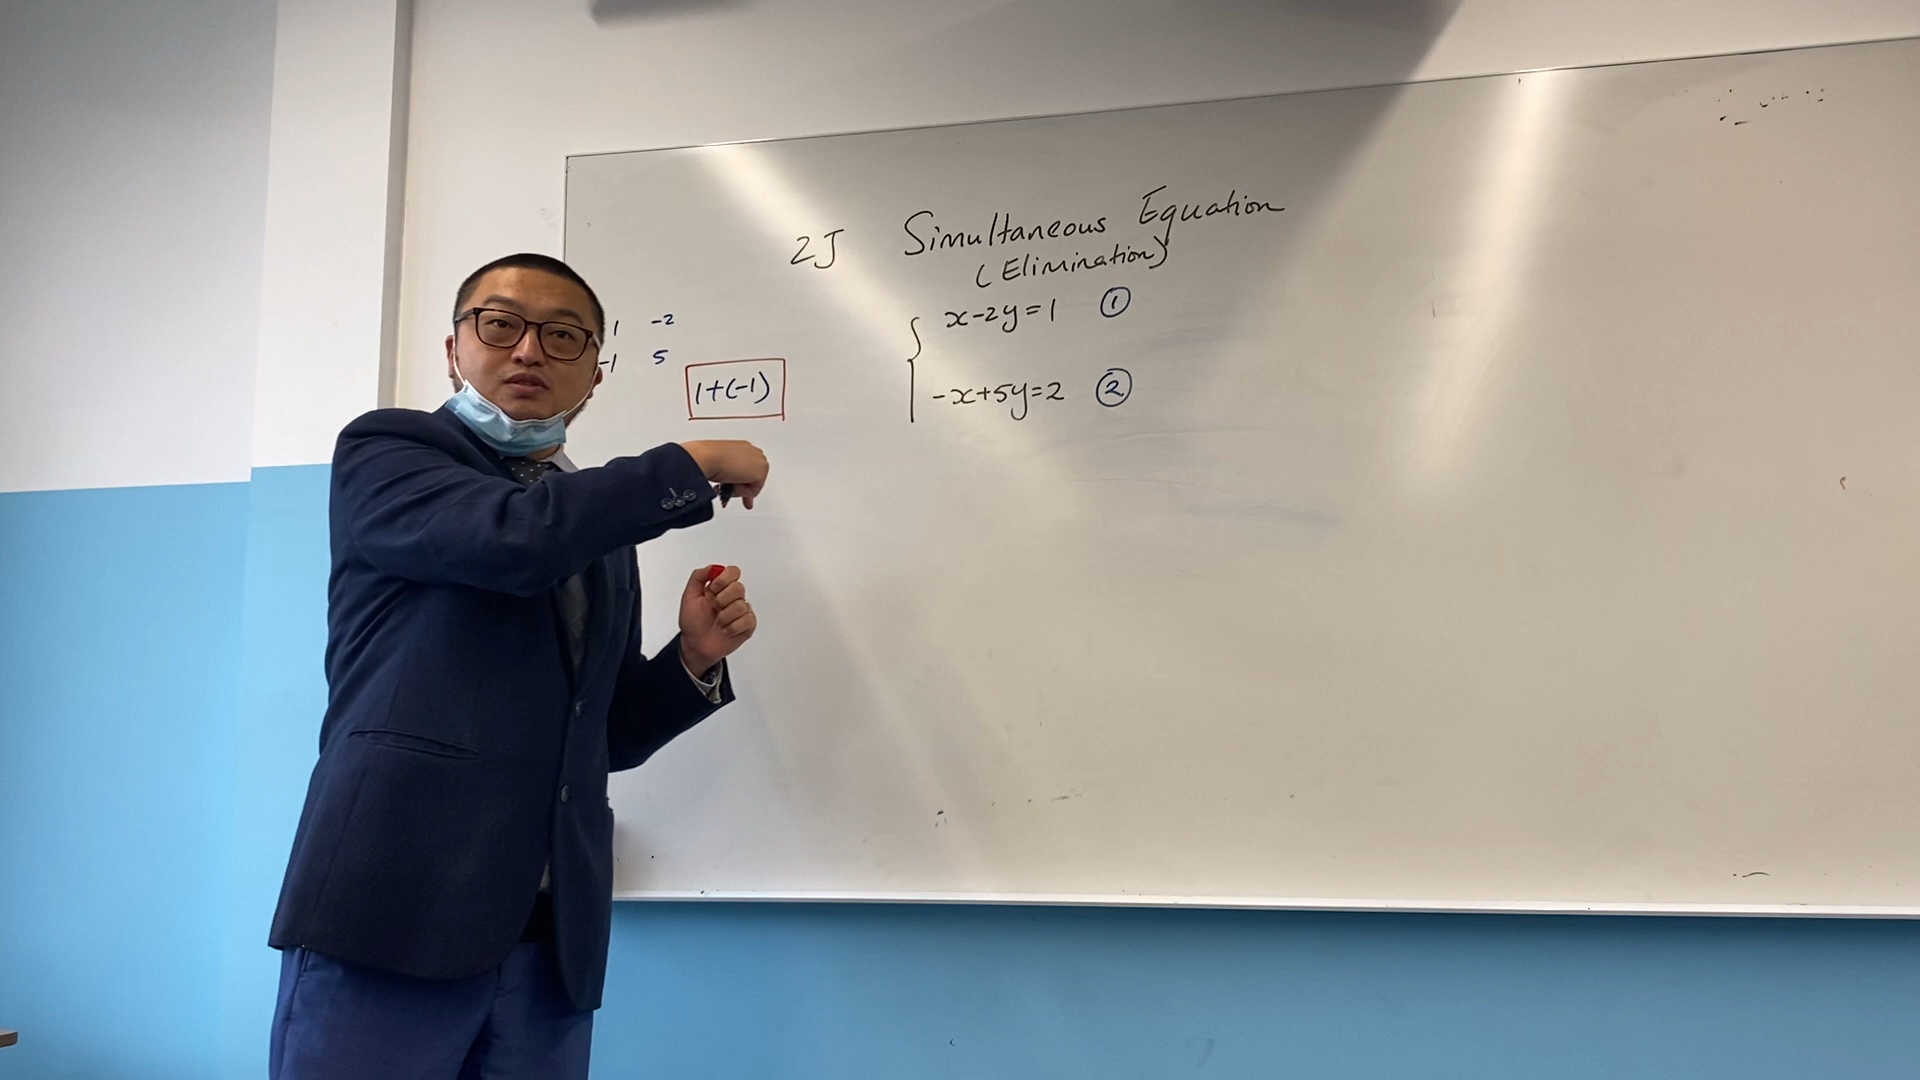 2J Simultaneous Equation
(Elimination)
1 -2
-1 5
1+(-1)
x-2y=1 ①
-x+5y=2 ②